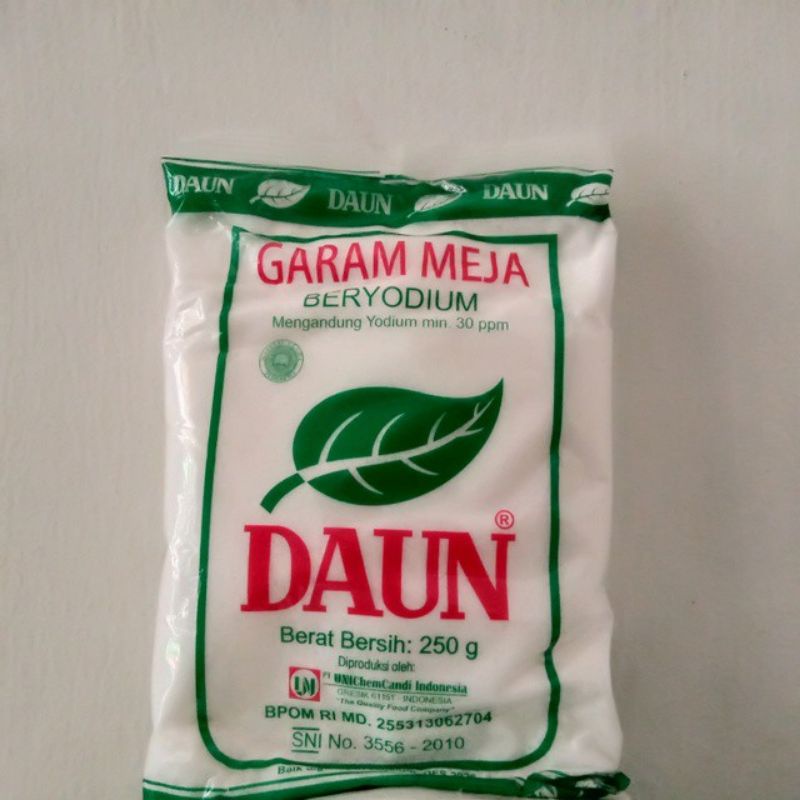 DAUN DAUN DAUN
GARAM MEJA
BERYODIUM
Mengandung Yodium min. 30 ppm
DAUN®
Berat Bersih: 250 g
Diproduksi oleh:
PT UNIChemCandi Indonesia
GRESIK 61151 - INDONESIA
"The Quality Food Company"
BPOM RI MD. 255313062704
SNI No. 3556 - 2010
Baik